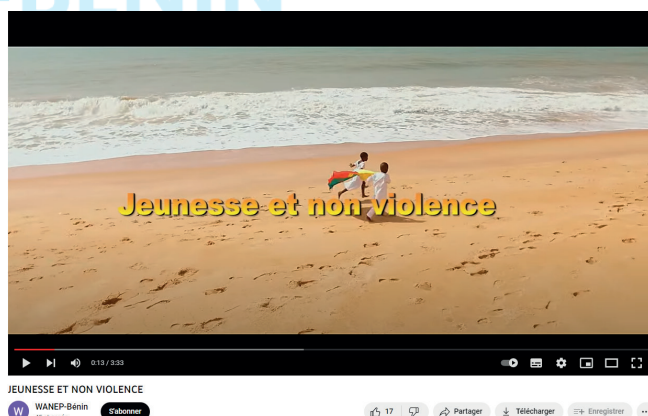 BÉNIN
Jeunesse et non violence
0:13 / 3:33
JEUNESSE ET NON VIOLENCE
W
WANEP-Bénin
S'abonner
17
Partager
Télécharger
Enregistrer